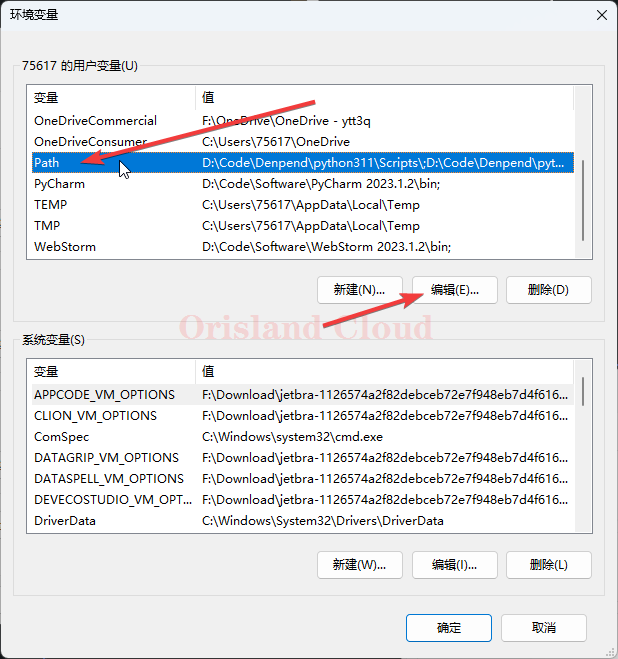 环境变量
75617 的用户变量(U)
变量 值
OneDriveCommercial F:\OneDrive\OneDrive - ytt3q
OneDriveConsumer C:\Users\75617\OneDrive
Path D:\Code\Denpend\python311\Scripts\;D:\Code\Denpend\pyt...
PyCharm D:\Code\Software\PyCharm 2023.1.2\bin;
TEMP C:\Users\75617\AppData\Local\Temp
TMP C:\Users\75617\AppData\Local\Temp
WebStorm D:\Code\Software\WebStorm 2023.1.2\bin;
新建(N)... 编辑(E)... 删除(D)
Orisland Cloud
系统变量(S)
变量 值
APPCODE_VM_OPTIONS F:\Download\jetbra-1126574a2f82debceb72e7f948eb7d4f616...
CLION_VM_OPTIONS F:\Download\jetbra-1126574a2f82debceb72e7f948eb7d4f616...
ComSpec C:\Windows\system32\cmd.exe
DATAGRIP_VM_OPTIONS F:\Download\jetbra-1126574a2f82debceb72e7f948eb7d4f616...
DATASPELL_VM_OPTIONS F:\Download\jetbra-1126574a2f82debceb72e7f948eb7d4f616...
DEVECOSTUDIO_VM_OPT... F:\Download\jetbra-1126574a2f82debceb72e7f948eb7d4f616...
DriverData C:\Windows\System32\Drivers\DriverData
新建(W)... 编辑(I)... 删除(L)
确定 取消